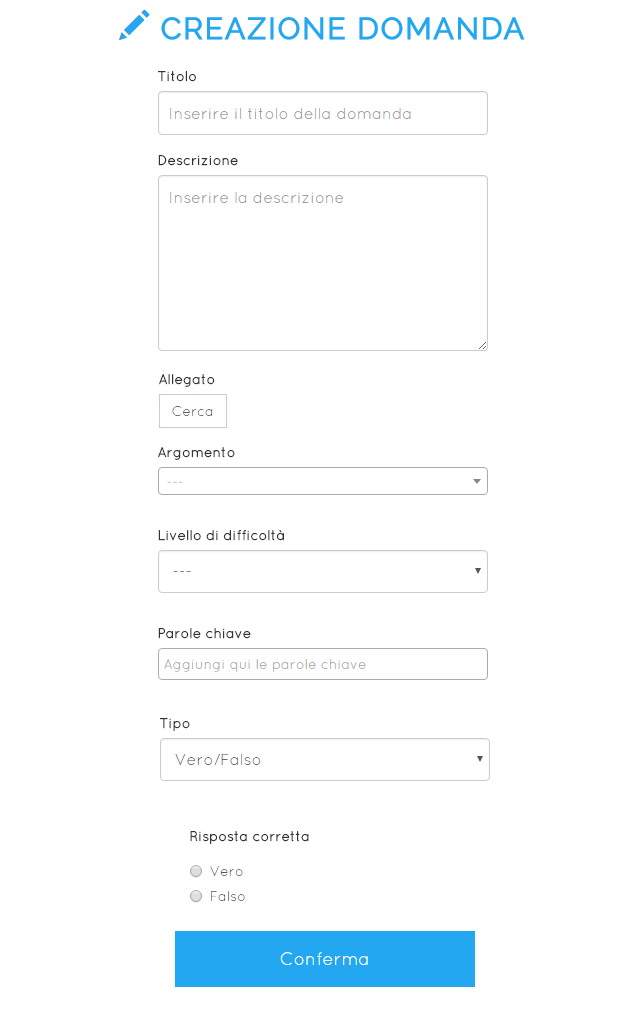 CREAZIONE DOMANDA
Titolo
Inserire il titolo della domanda
Descrizione
Inserire la descrizione
Allegato
Cerca
Argomento
---
Livello di difficoltà
---
Parole chiave
Aggiungi qui le parole chiave
Tipo
Vero/Falso
Risposta corretta
Vero
Falso
Conferma